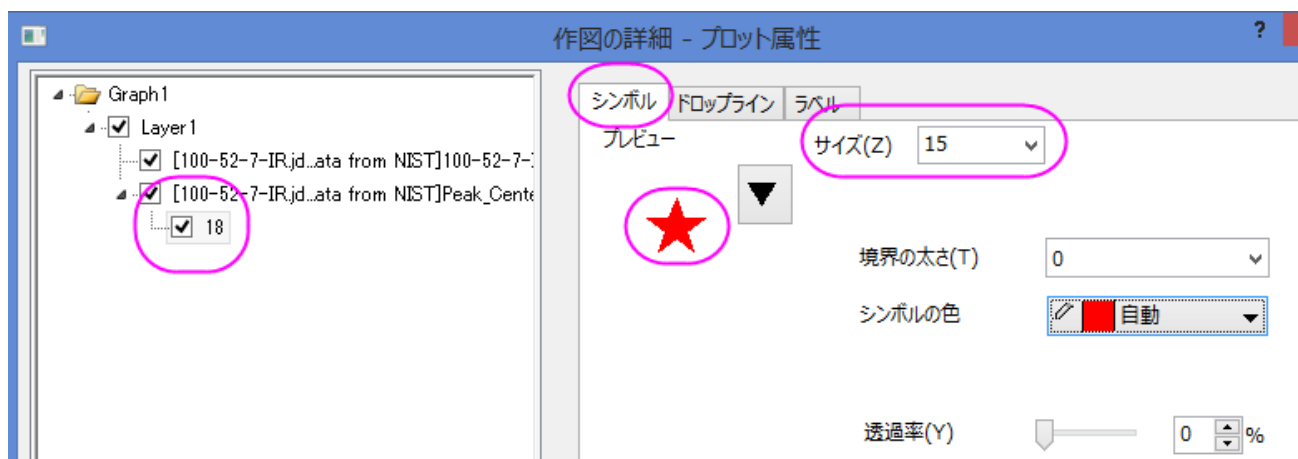 作図の詳細 - プロット属性
?
Graph1
Layer1
[100-52-7-IR.jd...ata from NIST]100-52-7-
[100-52-7-IR.jd...ata from NIST]Peak_Cente
18
シンボル ドロップライン ラベル
プレビュー
サイズ(Z) 15
境界の太さ(T) 0
シンボルの色 自動
透過率(Y) 0 %